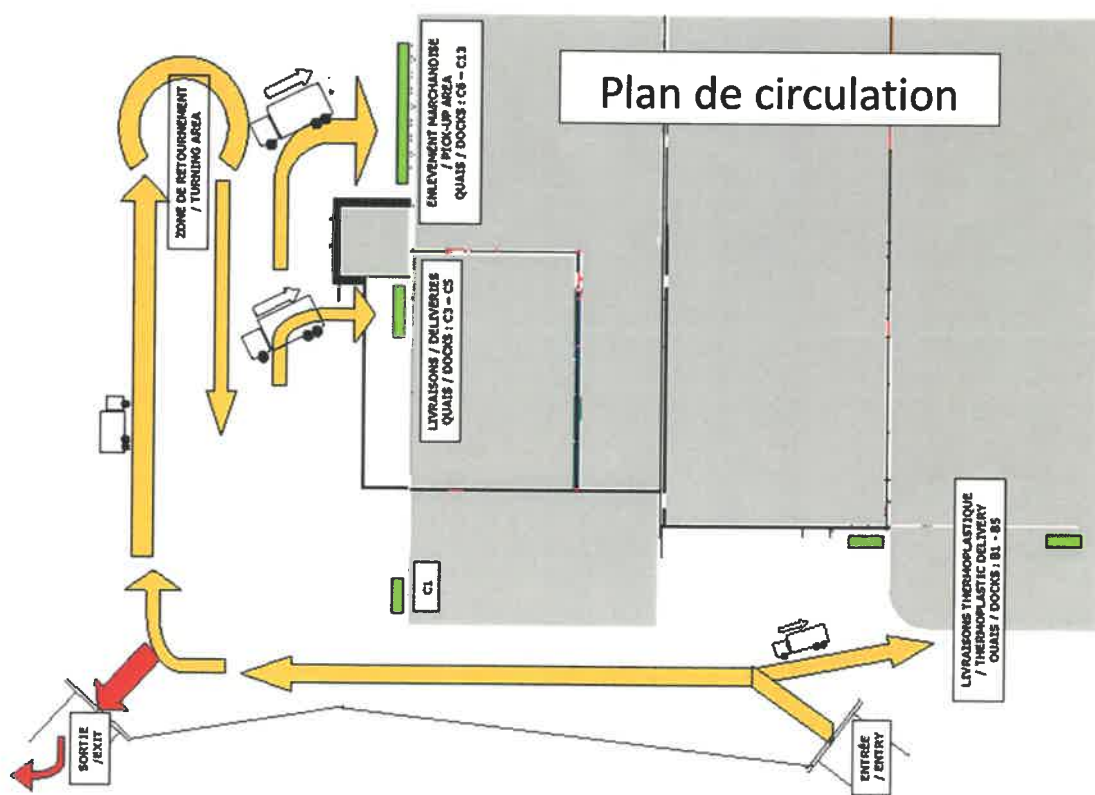 Plan de circulation
ZONE DE RETOURNEMENT
/ TURNING AREA
ENLEVEMENT MARCHANDISE
/ PICK-UP AREA
QUAIS / DOCKS : C6 – C13
LIVRAISONS / DELIVERIES
QUAIS / DOCKS : C3 – C5
C1
LIVRAISONS THERMOPLASTIQUE
/ THERMOPLASTIC DELIVERY
QUAIS / DOCKS : B1 - B5
SORTIE
/EXIT
ENTRÉE
/ ENTRY